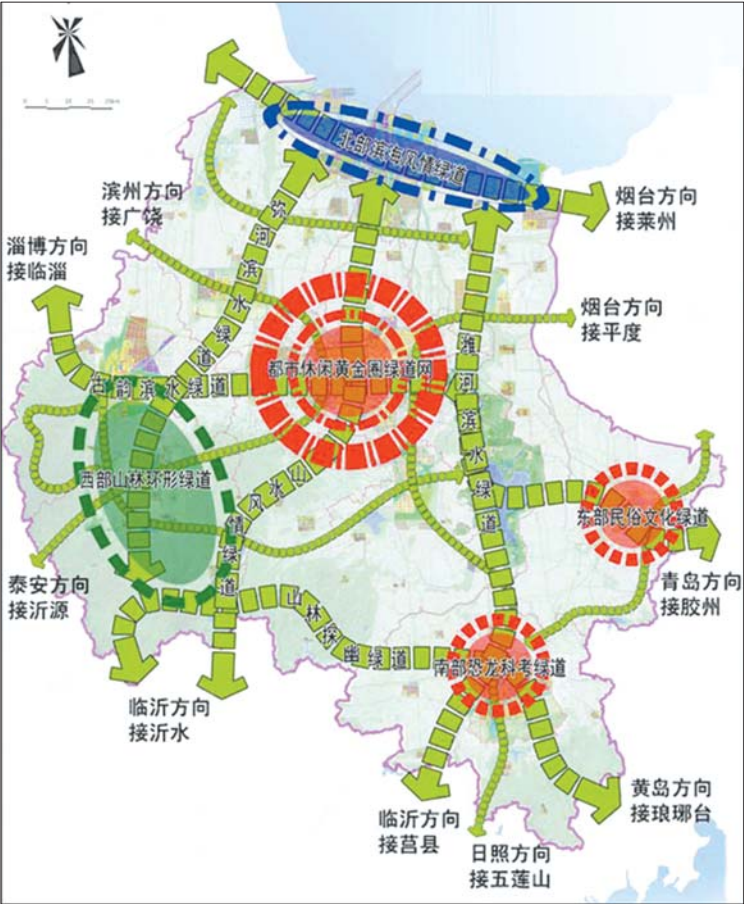 北部滨海风情绿道
烟台方向
接莱州
滨州方向
接广饶
淄博方向
接临淄
弥河滨水绿道
烟台方向
接平度
潍河滨水绿道
都市休闲黄金圈绿道网
古韵滨水绿道
西部山林环形绿道
山水风情绿道
东部民俗文化绿道
泰安方向
接沂源
青岛方向
接胶州
山林探幽绿道
南部恐龙科考绿道
临沂方向
接沂水
黄岛方向
接琅琊台
临沂方向
接莒县
日照方向
接五莲山